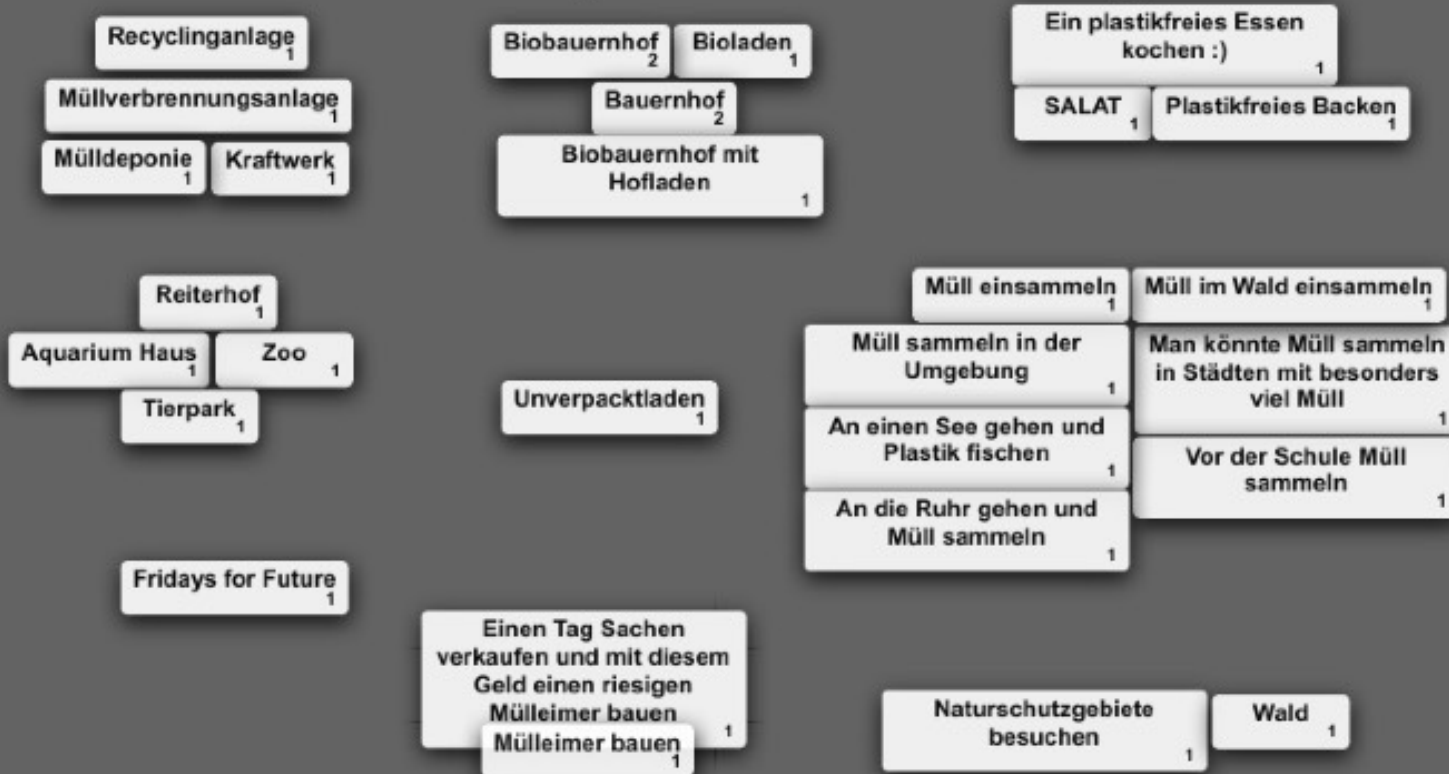 Recyclinganlage
1
Müllverbrennungsanlage
1
Mülldeponie
1
Kraftwerk
1
Biobauernhof
2
Bioladen
1
Bauernhof
2
Biobauernhof mit
Hofladen
1
Ein plastikfreies Essen
kochen :)
1
SALAT
1
Plastikfreies Backen
1
Reiterhof
1
Aquarium Haus
1
Zoo
1
Tierpark
1
Unverpacktladen
1
Müll einsammeln
1
Müll im Wald einsammeln
1
Müll sammeln in der
Umgebung
1
Man könnte Müll sammeln
in Städten mit besonders
viel Müll
1
An einen See gehen und
Plastik fischen
1
Vor der Schule Müll
sammeln
1
An die Ruhr gehen und
Müll sammeln
1
Fridays for Future
1
Einen Tag Sachen
verkaufen und mit diesem
Geld einen riesigen
Mülleimer bauen
1
Mülleimer bauen
1
Naturschutzgebiete
besuchen
1
Wald
1